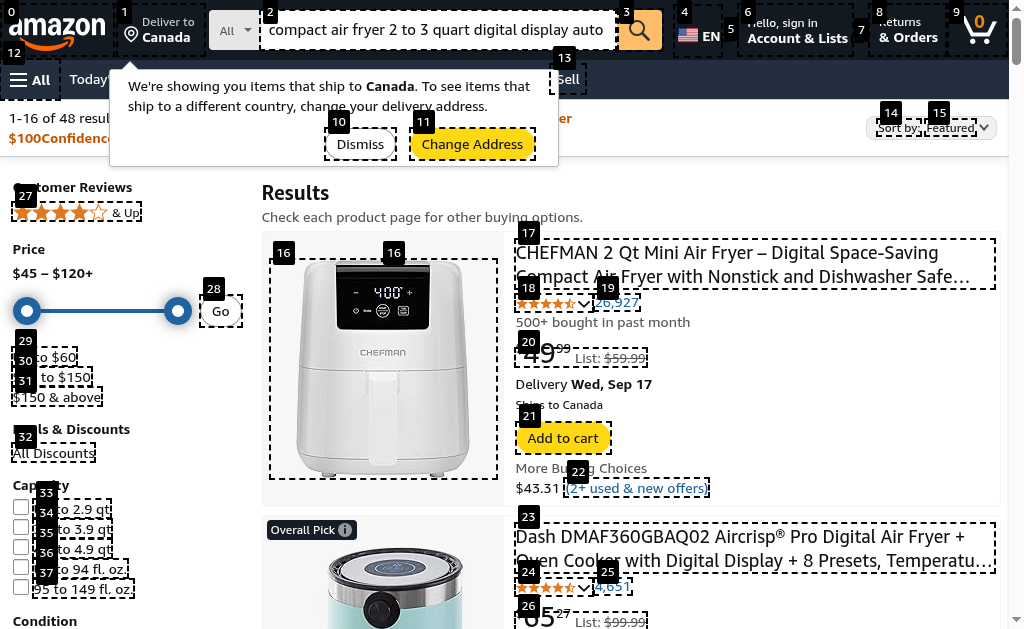 0
1
2
3
4
5
6
7
8
9
amazon
Deliver to
Canada
All
compact air fryer 2 to 3 quart digital display auto
EN
Hello, sign in
Account & Lists
Returns
& Orders
0
12
13
All
Today'
Sell
We're showing you items that ship to Canada. To see items that
ship to a different country, change your delivery address.
10
11
Dismiss
Change Address
1-16 of 48
$100
14
15
Sort by:
Featured
27
Customer Reviews
& Up
Price
$45 – $120+
28
Go
29
30
to $60
31
to $150
$150 & above
32
& Discounts
All Discounts
Capacity
33
to 2.9 qt
34
to 3.9 qt
35
to 4.9 qt
36
to 94 fl. oz.
37
95 to 149 fl. oz.
Condition
Results
Check each product page for other buying options.
16
16
400°
CHEFMAN
17
CHEFMAN 2 Qt Mini Air Fryer – Digital Space-Saving
Compact Air Fryer with Nonstick and Dishwasher Safe...
18
19
26,927
500+ bought in past month
20
49 99
List: $59.99
Delivery Wed, Sep 17
Ships to Canada
21
Add to cart
More Buying Choices
22
$43.31 (2+ used & new offers)
Overall Pick
23
Dash DMAF360GBAQ02 Aircrisp® Pro Digital Air Fryer +
Oven Cooker with Digital Display + 8 Presets, Temperatu...
24
25
4,651
26
65 27
List: $99.99